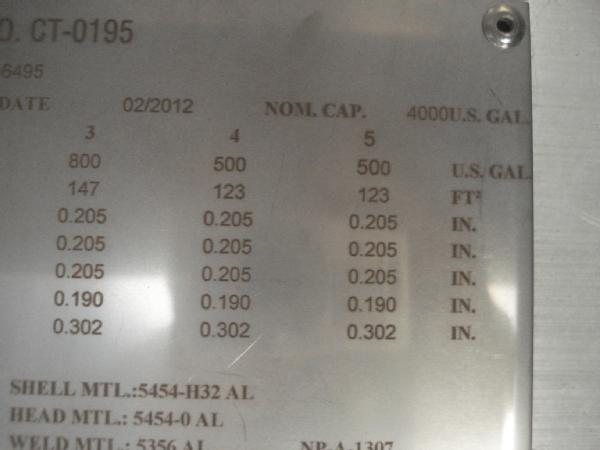 O. CT-0195
6495
DATE 02/2012 NOM. CAP. 4000U.S. GAL.
3 4 5
800 500 500 U.S. GAL.
147 123 123 FT²
0.205 0.205 0.205 IN.
0.205 0.205 0.205 IN.
0.205 0.205 0.205 IN.
0.190 0.190 0.190 IN.
0.302 0.302 0.302 IN.
SHELL MTL.:5454-H32 AL
HEAD MTL.: 5454-0 AL
WELD MTL.: 5356 AL NP-A-1307